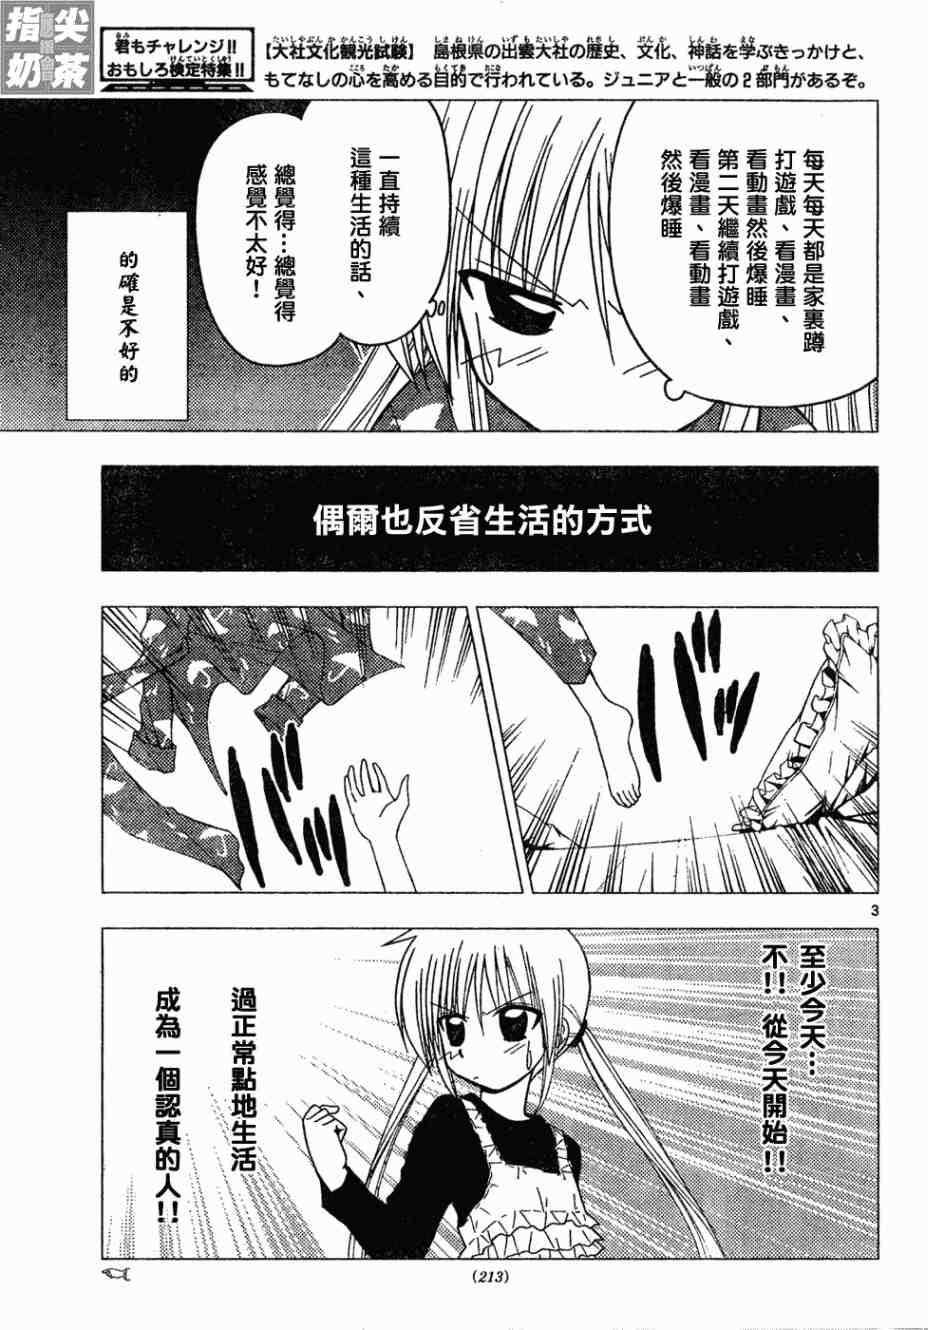 指尖
奶茶
君もチャレンジ!!
おもしろ検定特集!!
【大社文化観光試験】 島根県の出雲大社の歴史、文化、神話を学ぶきっかけと、
もてなしの心を高める目的で行われている。ジュニアと一般の2部門があるぞ。
每天每天都是家裏蹲
打遊戲、看漫畫、
看動畫然後爆睡
第二天繼續打遊戲、
看漫畫、看動畫
然後爆睡
一直持續
這種生活的話、
總覺得…總覺得
感覺不太好！
的確是不好的
偶爾也反省生活的方式
3
至少今天…
不!! 從今天開始!!
過正常點地生活
成為一個認真的人!!
(213)